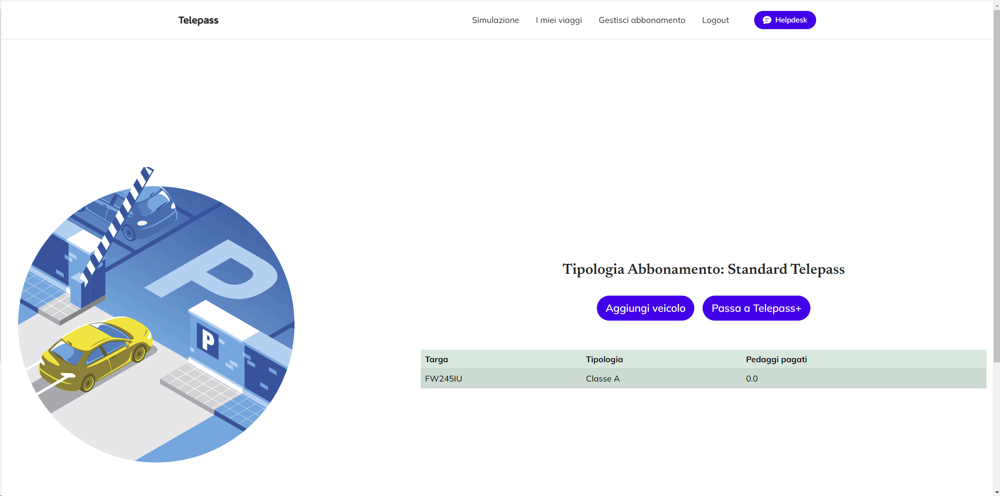 Telepass
Simulazione I miei viaggi Gestisci abbonamento Logout Helpdesk
P
P
Tipologia Abbonamento: Standard Telepass
Aggiungi veicolo Passa a Telepass+
Targa Tipologia Pedaggi pagati
FW245IU Classe A 0.0